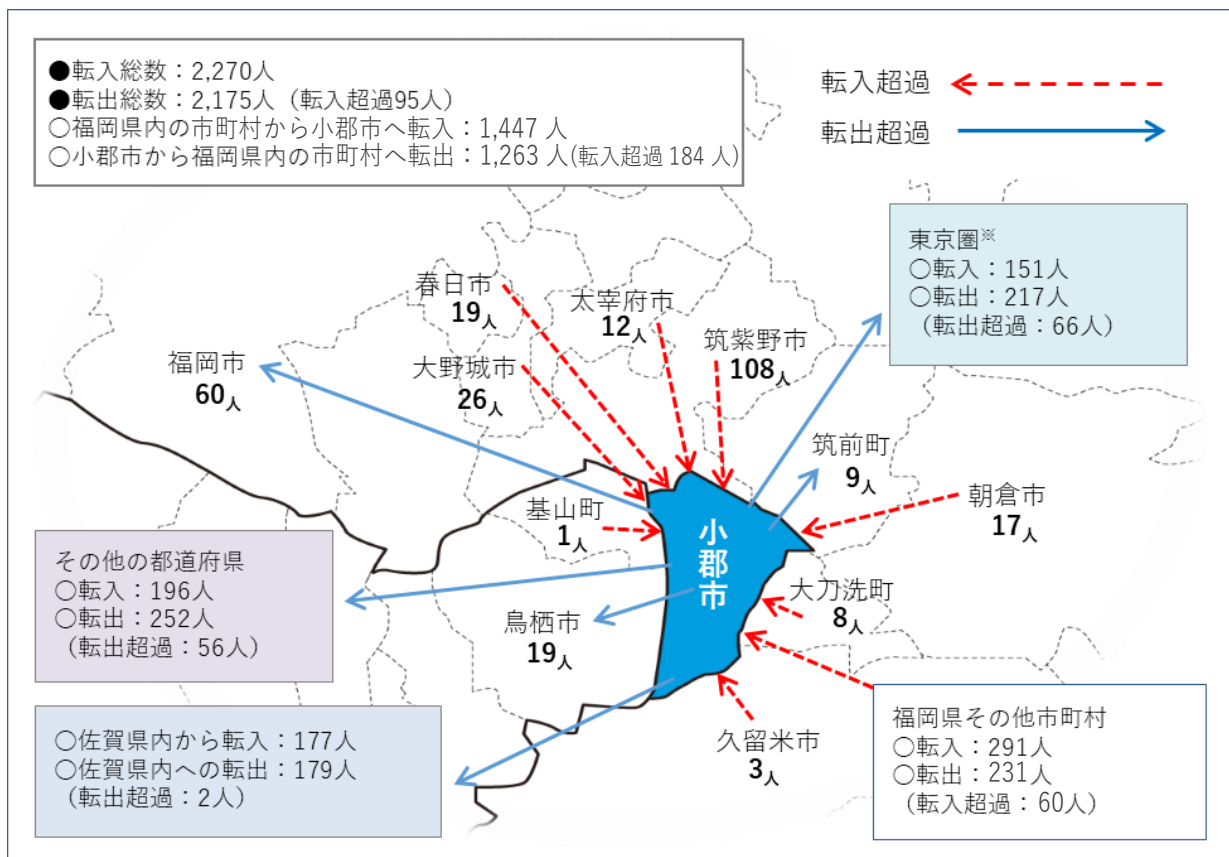 ●転入総数：2,270人
●転出総数：2,175人（転入超過95人）
○福岡県内の市町村から小郡市へ転入：1,447 人
○小郡市から福岡県内の市町村へ転出：1,263 人(転入超過 184 人)
転入超過
転出超過
東京圏※
○転入：151人
○転出：217人
（転出超過：66人）
春日市
19人
太宰府市
12人
筑紫野市
108人
福岡市
60人
大野城市
26人
筑前町
9人
朝倉市
17人
基山町
1人
小郡市
その他の都道府県
○転入：196人
○転出：252人
（転出超過：56人）
鳥栖市
19人
大刀洗町
8人
久留米市
3人
○佐賀県内から転入：177人
○佐賀県内への転出：179人
（転出超過：2人）
福岡県その他市町村
○転入：291人
○転出：231人
（転入超過：60人）